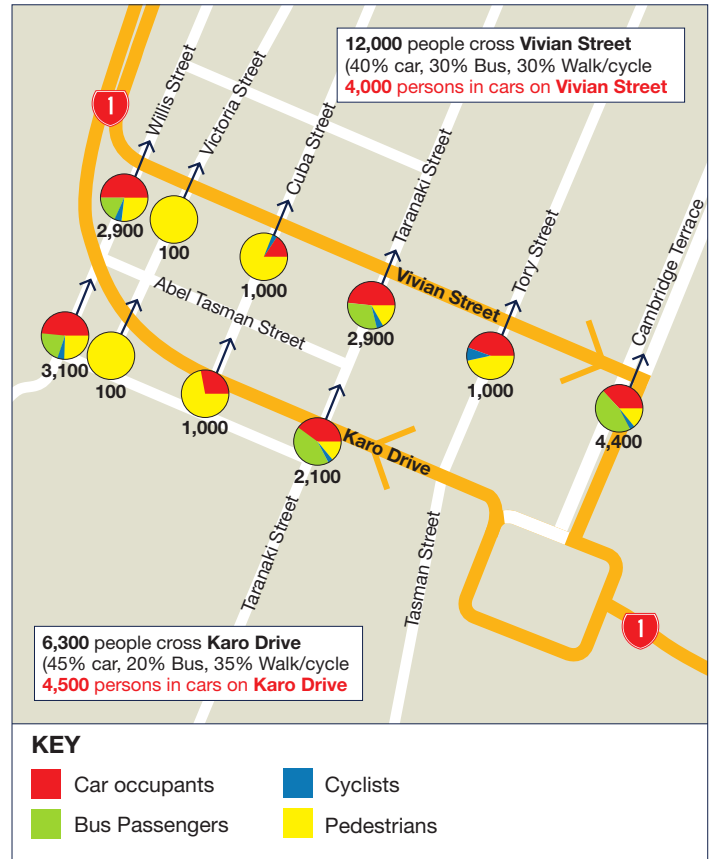 12,000 people cross Vivian Street
(40% car, 30% Bus, 30% Walk/cycle
4,000 persons in cars on Vivian Street
1
Willis Street
Victoria Street
Cuba Street
Taranaki Street
Tory Street
Cambridge Terrace
2,900
100
1,000
Vivian Street
Abel Tasman Street
2,900
1,000
3,100
100
1,000
4,400
Karo Drive
2,100
Taranaki Street
Tasman Street
1
6,300 people cross Karo Drive
(45% car, 20% Bus, 35% Walk/cycle
4,500 persons in cars on Karo Drive
KEY
Car occupants
Cyclists
Bus Passengers
Pedestrians